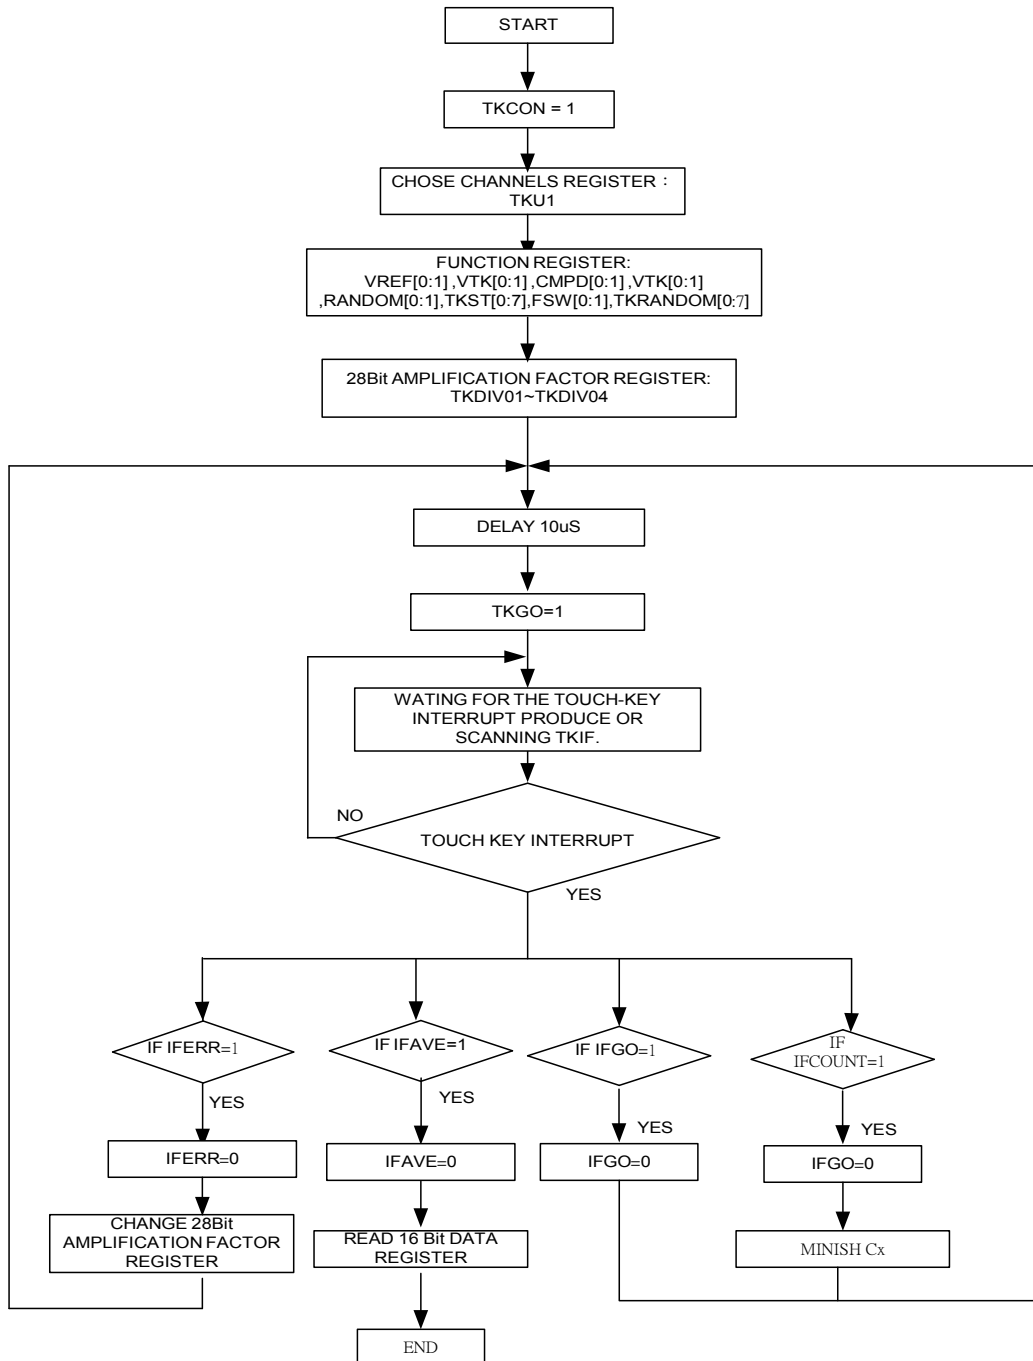 START
TKCON = 1
CHOSE CHANNELS REGISTER：
TKU1
FUNCTION REGISTER:
VREF[0:1] ,VTK[0:1] ,CMPD[0:1] ,VTK[0:1]
,RANDOM[0:1],TKST[0:7],FSW[0:1],TKRANDOM[0:7]
28Bit AMPLIFICATION FACTOR REGISTER:
TKDIV01~TKDIV04
DELAY 10uS
TKGO=1
WATING FOR THE TOUCH-KEY
INTERRUPT PRODUCE OR
SCANNING TKIF.
NO
TOUCH KEY INTERRUPT
YES
IF IFERR=1
IF IFAVE=1
IF IFGO=1
IF
IFCOUNT=1
YES
YES
YES
YES
IFERR=0
IFAVE=0
IFGO=0
IFGO=0
CHANGE 28Bit
AMPLIFICATION FACTOR
REGISTER
READ 16 Bit DATA
REGISTER
MINISH Cx
END